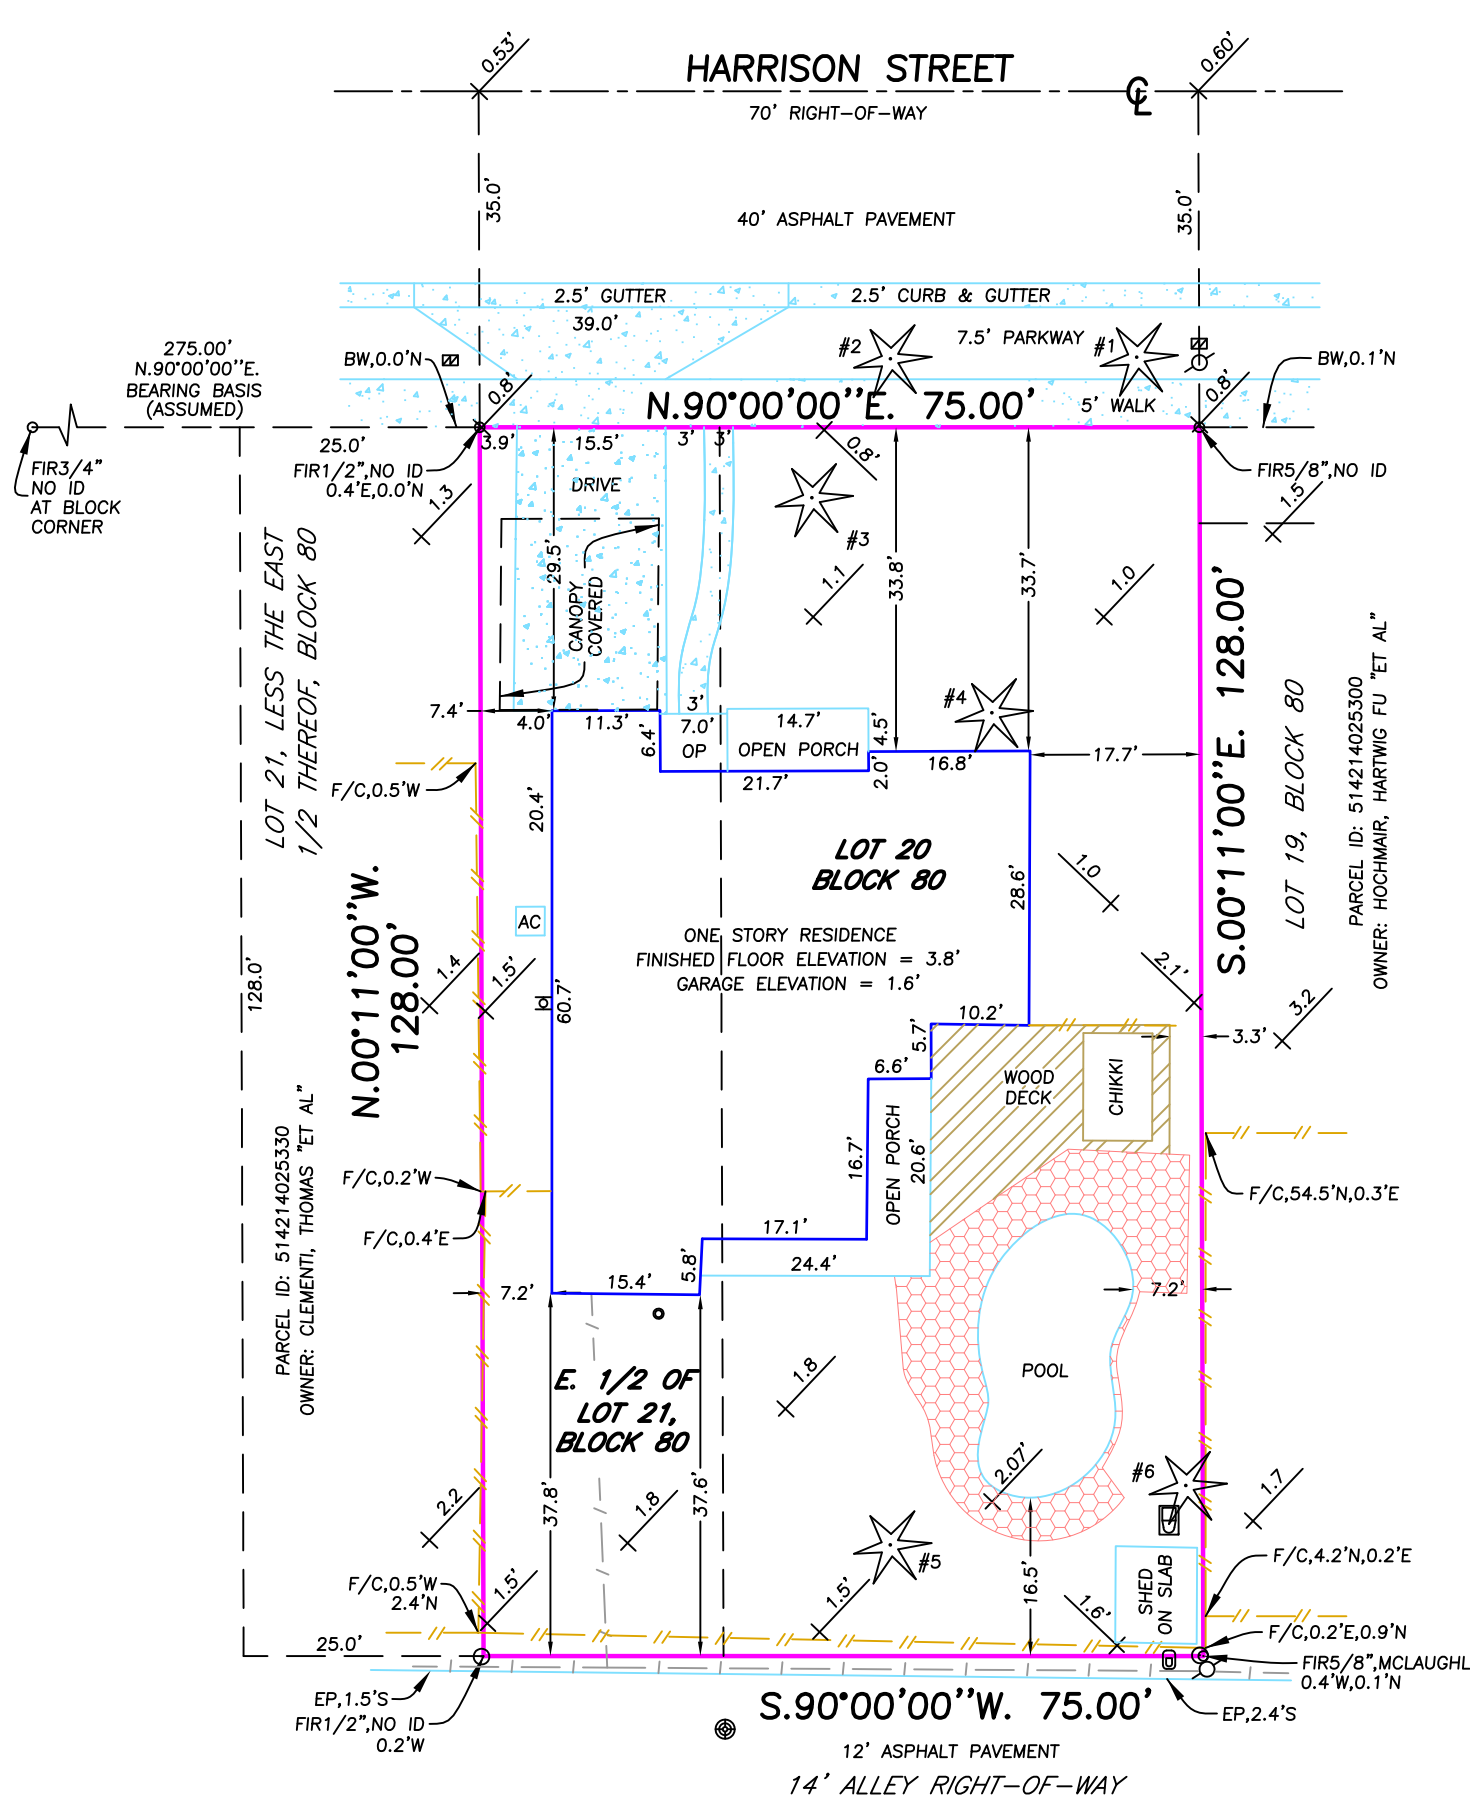 0.53'
0.60'
HARRISON STREET
℄
70' RIGHT-OF-WAY
35.0'
35.0'
40' ASPHALT PAVEMENT
2.5' GUTTER
2.5' CURB & GUTTER
39.0'
7.5' PARKWAY
#2
#1
275.00'
N.90°00'00"E.
BEARING BASIS
(ASSUMED)
BW,0.0'N
BW,0.1'N
0.8'
0.8'
N.90°00'00"E. 75.00'
5' WALK
25.0'
3.9'
15.5'
3'
3'
0.8'
FIR3/4"
NO ID
AT BLOCK
CORNER
FIR1/2",NO ID
0.4'E,0.0'N
FIR5/8",NO ID
1.3
DRIVE
1.5
#3
29.5'
CANOPY
COVERED
33.8'
33.7'
1.1
1.0
LOT 21, LESS THE EAST
1/2 THEREOF, BLOCK 80
S.00°11'00"E. 128.00'
LOT 19, BLOCK 80
PARCEL ID: 514214025300
OWNER: HOCHMAIR, HARTWIG FU "ET AL"
7.4'
4.0'
11.3'
6.4'
3'
7.0'
OP
14.7'
OPEN PORCH
4.5'
2.0'
#4
16.8'
17.7'
21.7'
F/C,0.5'W
20.4'
LOT 20
BLOCK 80
28.6'
1.0
N.00°11'00"W.
128.00'
AC
ONE STORY RESIDENCE
FINISHED FLOOR ELEVATION = 3.8'
GARAGE ELEVATION = 1.6'
128.0'
1.4
1.5'
60.7'
2.1'
3.2
10.2'
5.7'
3.3'
6.6'
WOOD
DECK
CHIKKI
PARCEL ID: 514214025330
OWNER: CLEMENTI, THOMAS "ET AL"
16.7'
OPEN PORCH
20.6'
F/C,0.2'W
F/C,0.4'E
F/C,54.5'N,0.3'E
17.1'
5.8'
24.4'
7.2'
15.4'
7.2'
POOL
1.8
E. 1/2 OF
LOT 21,
BLOCK 80
2.07'
#6
37.8'
37.6'
2.2
1.8
1.7
#5
16.5'
SHED
ON SLAB
F/C,4.2'N,0.2'E
F/C,0.5'W
2.4'N
1.5'
1.5'
1.6'
F/C,0.2'E,0.9'N
25.0'
FIR5/8",MCLAUGHL
0.4'W,0.1'N
EP,1.5'S
FIR1/2",NO ID
0.2'W
S.90°00'00"W. 75.00'
EP,2.4'S
12' ASPHALT PAVEMENT
14' ALLEY RIGHT-OF-WAY